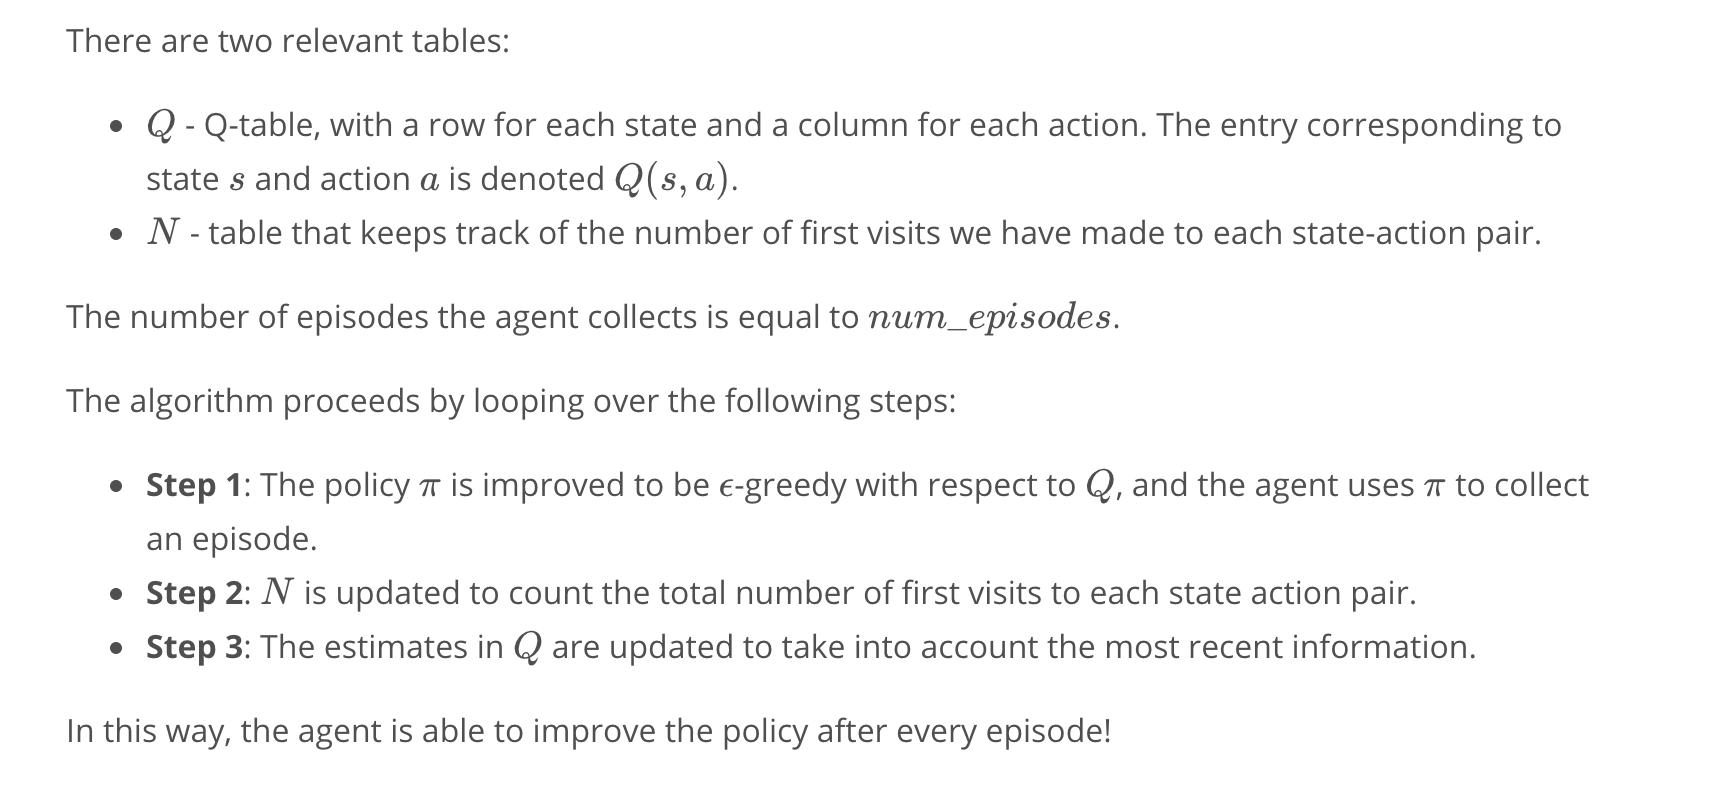 There are two relevant tables:
• Q - Q-table, with a row for each state and a column for each action. The entry corresponding to
state s and action a is denoted Q(s, a).
• N - table that keeps track of the number of first visits we have made to each state-action pair.
The number of episodes the agent collects is equal to num_episodes.
The algorithm proceeds by looping over the following steps:
• Step 1: The policy π is improved to be ϵ-greedy with respect to Q, and the agent uses π to collect
an episode.
• Step 2: N is updated to count the total number of first visits to each state action pair.
• Step 3: The estimates in Q are updated to take into account the most recent information.
In this way, the agent is able to improve the policy after every episode!